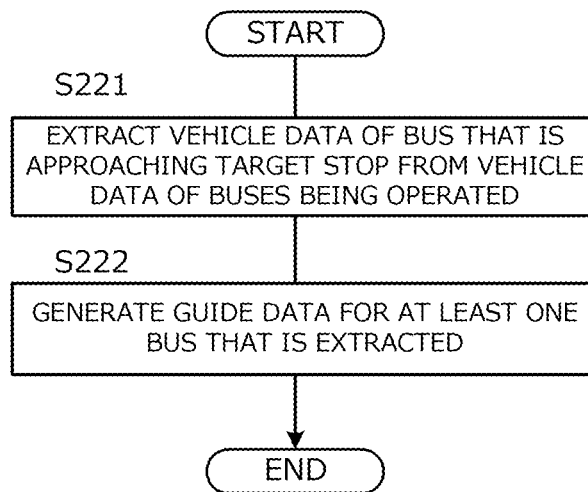 START
S221
EXTRACT VEHICLE DATA OF BUS THAT IS
APPROACHING TARGET STOP FROM VEHICLE
DATA OF BUSES BEING OPERATED
S222
GENERATE GUIDE DATA FOR AT LEAST ONE
BUS THAT IS EXTRACTED
END